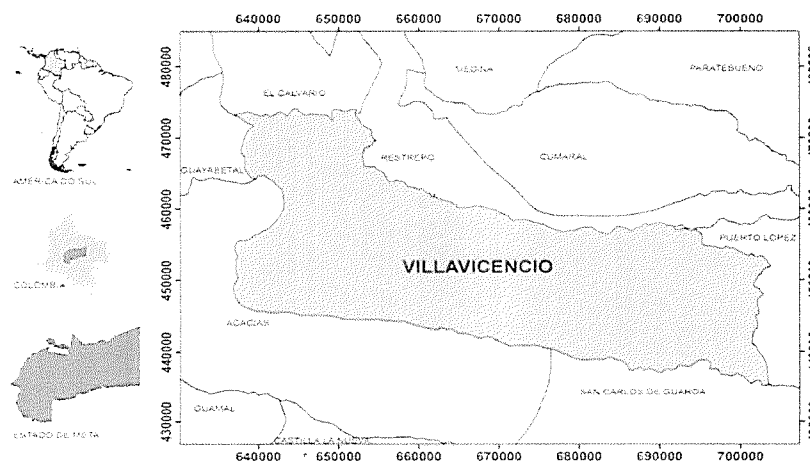 640000 650000 660000 670000 680000 690000 700000
480000
470000
460000
450000
440000
430000
MEDINA
PARATEBUENO
EL CALVARIO
RESTREPO
CUMARAL
GUAYABETAL
AMERICA DO SUL
PUERTO LOPEZ
VILLAVICENCIO
COLOMBIA
ACACIAS
SAN CARLOS DE GUAROA
GUAMAL
ESTADO DE META
CASTILLA LA NUEVA
640000 650000 660000 670000 680000 690000 700000